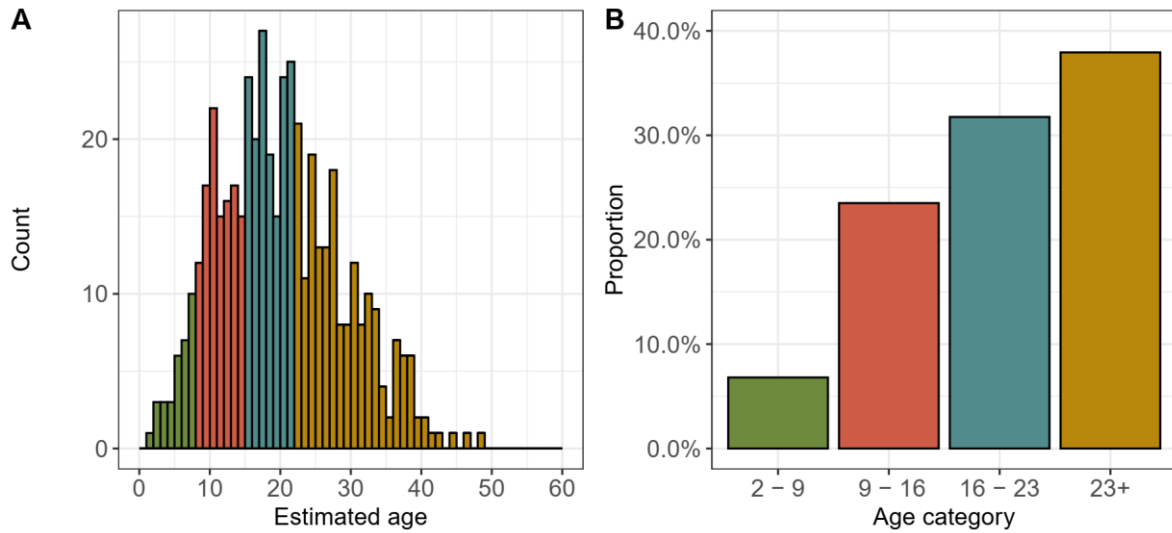 A
Count
20
10
0
0 10 20 30 40 50 60
Estimated age
B
Proportion
40.0%
30.0%
20.0%
10.0%
0.0%
2 − 9 9 − 16 16 − 23 23+
Age category